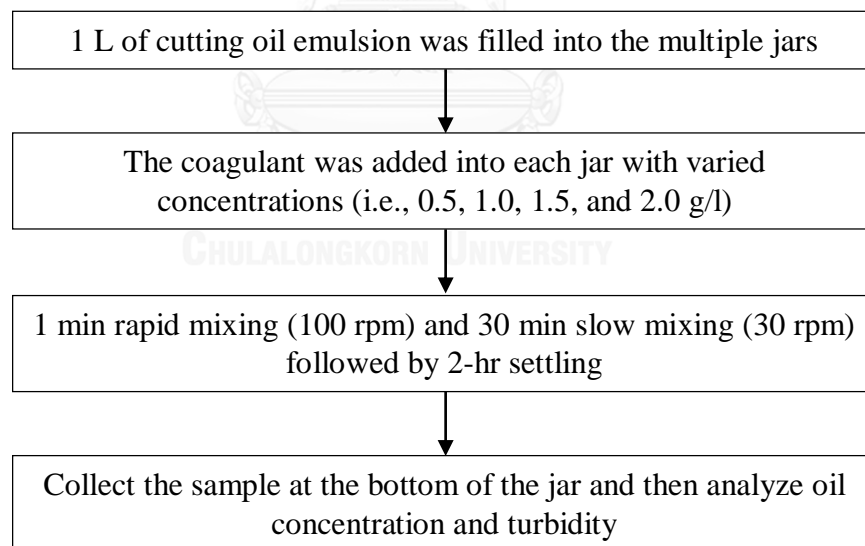 1 L of cutting oil emulsion was filled into the multiple jars
The coagulant was added into each jar with varied
concentrations (i.e., 0.5, 1.0, 1.5, and 2.0 g/l)
CHULALONGKORN UNIVERSITY
1 min rapid mixing (100 rpm) and 30 min slow mixing (30 rpm)
followed by 2-hr settling
Collect the sample at the bottom of the jar and then analyze oil
concentration and turbidity